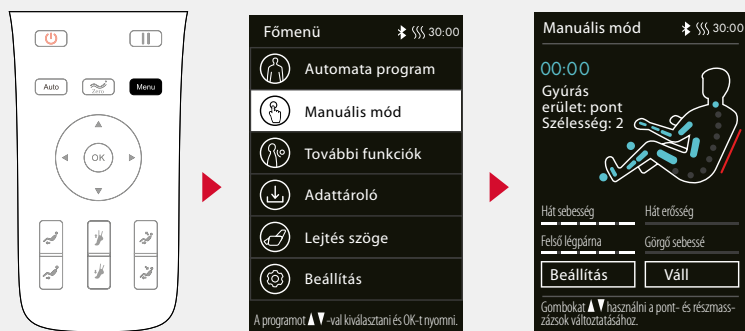 Auto
Zero
Menu
OK
Főmenü 30:00
Automata program
Manuális mód
További funkciók
Adattároló
Lejtés szöge
Beállítás
A programot ▲▼-val kiválasztani és OK-t nyomni.
Manuális mód 30:00
00:00
Gyúrás
erület: pont
Szélesség: 2
Hát sebesség Hát erősség
Felső légpárna Görgő sebessé
Beállítás Váll
Gombokat ▲▼ használni a pont- és részmasz-
zázsok változtatásához.